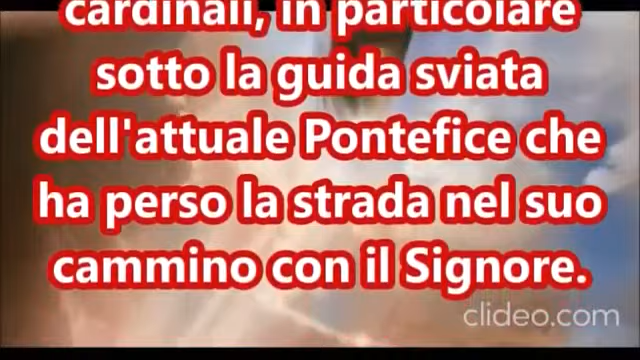 cardinali, in particolare
sotto la guida sviata
dell'attuale Pontefice che
ha perso la strada nel suo
cammino con il Signore.
clideo.com